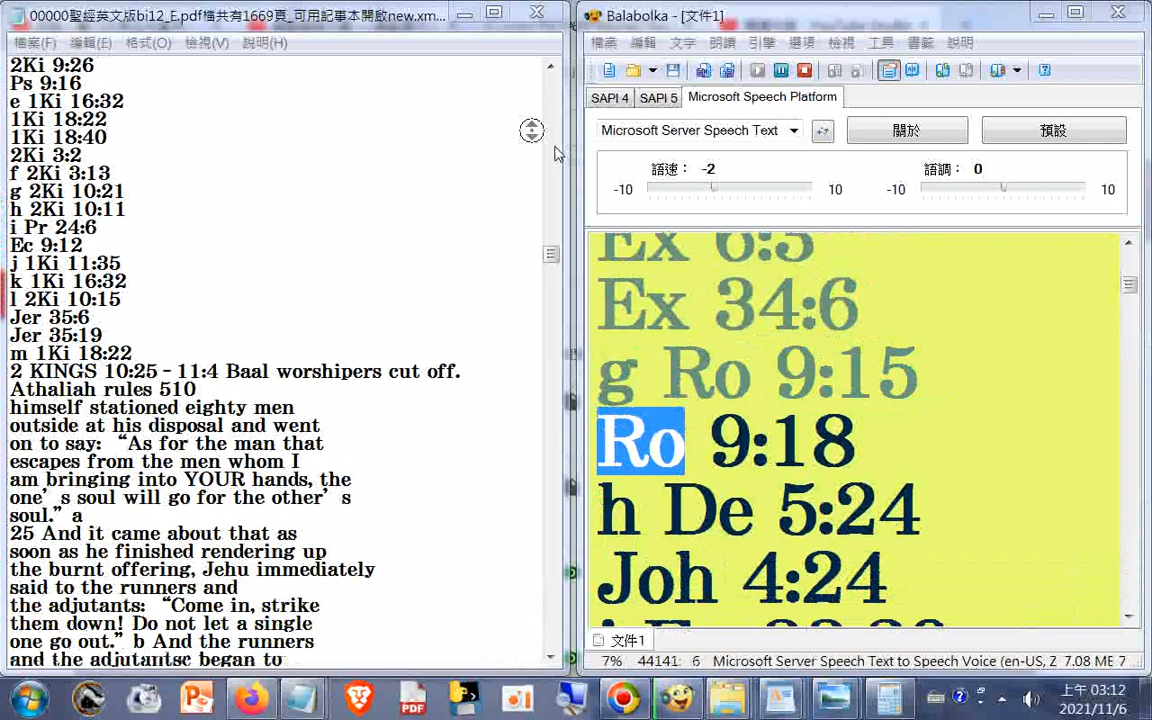 00000聖經英文版bi12_E.pdf檔共有1669頁_可用記事本開啟new.xm...
檔案(F) 編輯(E) 格式(O) 檢視(V) 說明(H)
2Ki 9:26
Ps 9:16
e 1Ki 16:32
1Ki 18:22
1Ki 18:40
2Ki 3:2
f 2Ki 3:13
g 2Ki 10:21
h 2Ki 10:11
i Pr 24:6
Ec 9:12
j 1Ki 11:35
k 1Ki 16:32
l 2Ki 10:15
Jer 35:6
Jer 35:19
m 1Ki 18:22
2 KINGS 10:25–11:4 Baal worshipers cut off.
Athaliah rules 510
himself stationed eighty men
outside at his disposal and went
on to say: “As for the man that
escapes from the men whom I
am bringing into YOUR hands, the
one’s soul will go for the other’s
soul.” a
25 And it came about that as
soon as he finished rendering up
the burnt offering, Jehu immediately
said to the runners and
the adjutants: “Come in, strike
them down! Do not let a single
one go out.” b And the runners
and the adjutantsc began to
Balabolka - [文件1]
檔案 編輯 文字 朗讀 引擎 選項 檢視 工具 書籤 說明
SAPI 4 SAPI 5 Microsoft Speech Platform
Microsoft Server Speech Text 關於 預設
語速： -2 語調： 0
-10 10 -10 10
Ex 6:5
Ex 34:6
g Ro 9:15
Ro 9:18
h De 5:24
Joh 4:24
文件1
7% 44141: 6 Microsoft Server Speech Text to Speech Voice (en-US, Z 7.08 ME 7
上午 03:12
2021/11/6